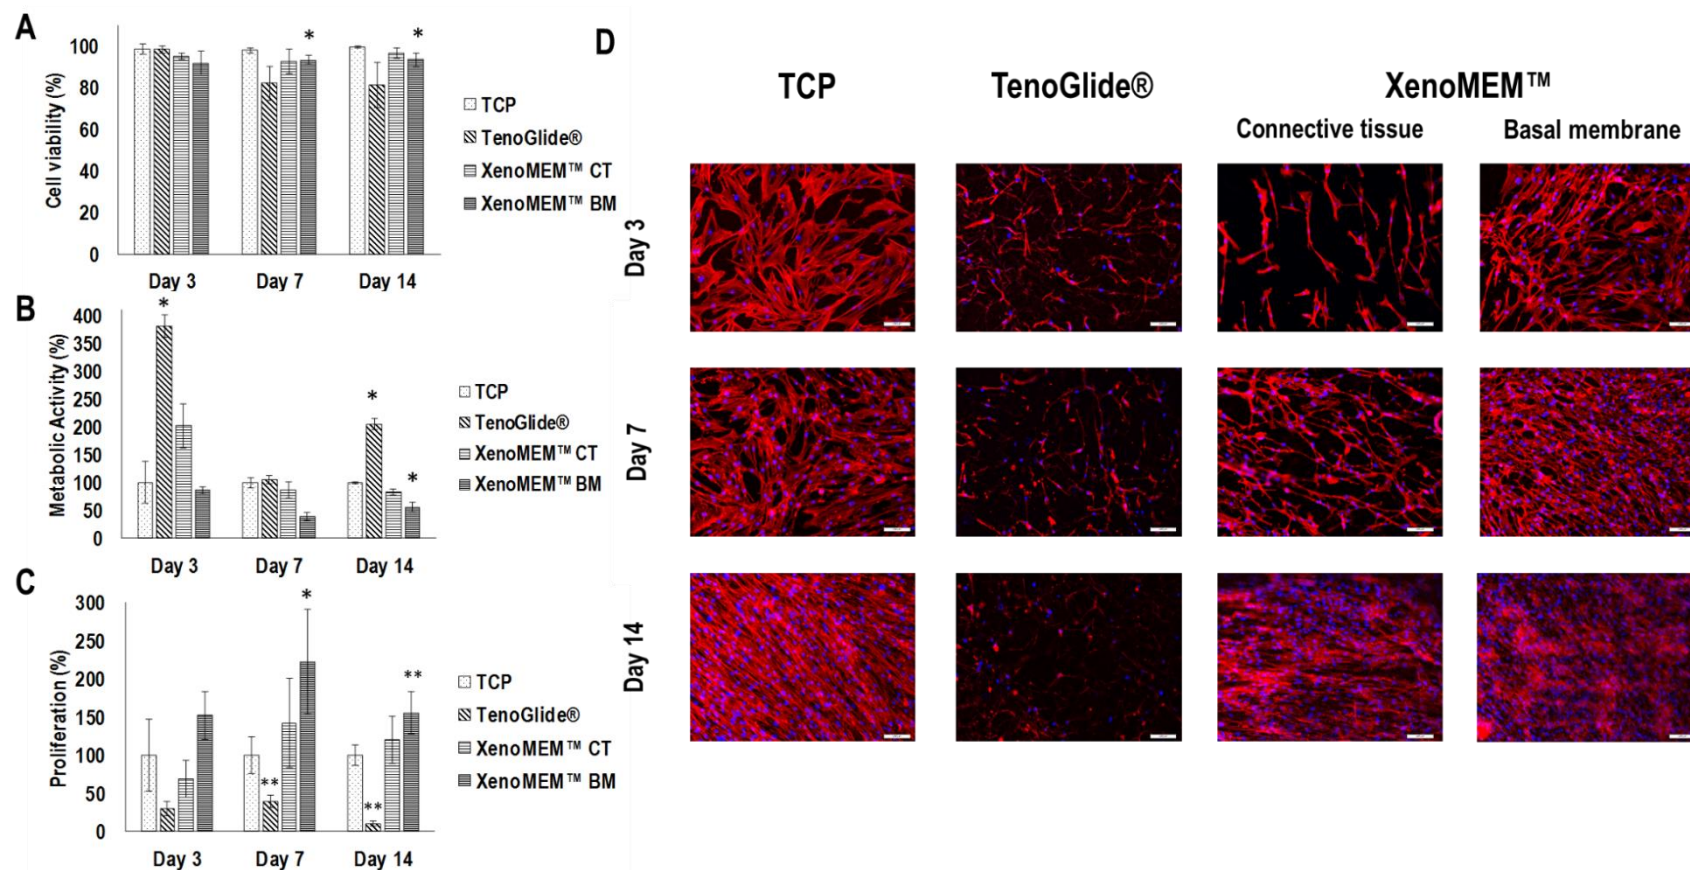 A
Cell viability (%)
100
80
60
40
20
0
*
*
Day 3
Day 7
Day 14
TCP
TenoGlide®
XenoMEM™ CT
XenoMEM™ BM
B
Metabolic Activity (%)
400
350
300
250
200
150
100
50
0
*
*
*
Day 3
Day 7
Day 14
TCP
TenoGlide®
XenoMEM™ CT
XenoMEM™ BM
C
Proliferation (%)
300
250
200
150
100
50
0
**
*
**
**
Day 3
Day 7
Day 14
TCP
TenoGlide®
XenoMEM™ CT
XenoMEM™ BM
D
TCP
TenoGlide®
XenoMEM™
Connective tissue
Basal membrane
Day 3
Day 7
Day 14